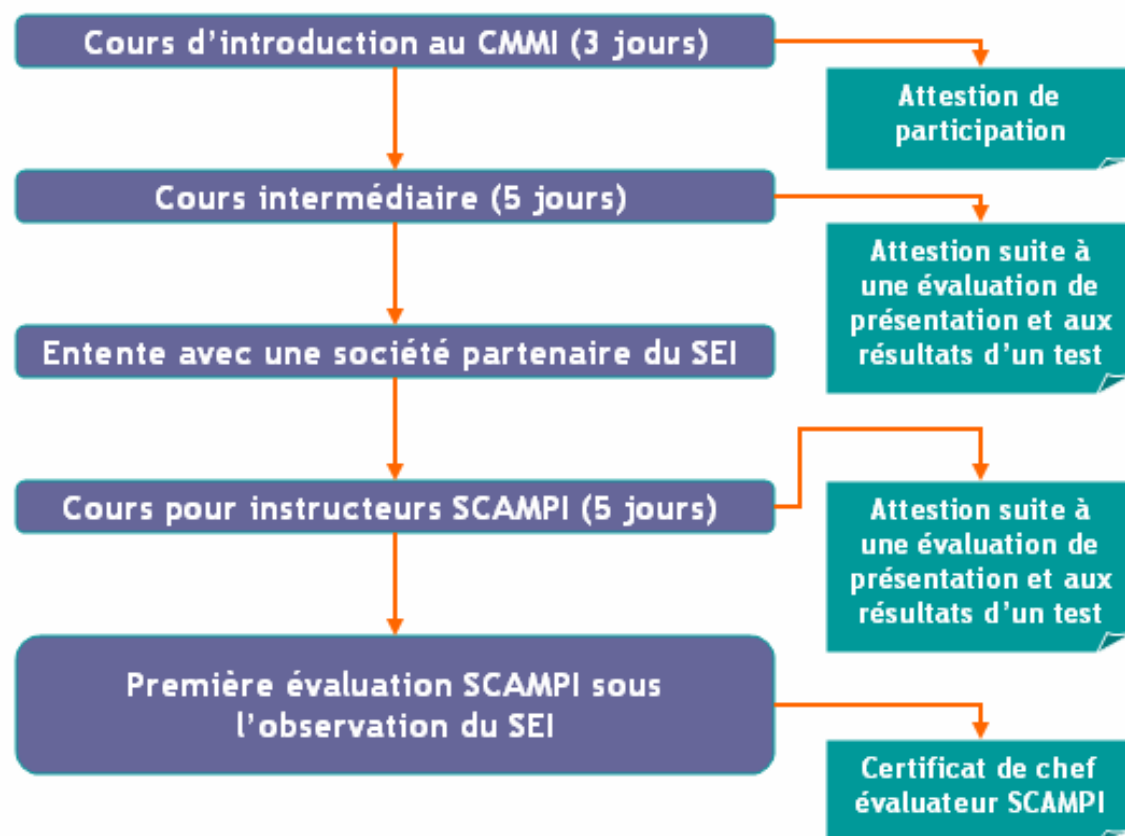 Cours d'introduction au CMMI (3 jours)
Attestion de
participation
Cours intermédiaire (5 jours)
Attestion suite à
une évaluation de
présentation et aux
résultats d'un test
Entente avec une société partenaire du SEI
Cours pour instructeurs SCAMPI (5 jours)
Attestion suite à
une évaluation de
présentation et aux
résultats d'un test
Première évaluation SCAMPI sous
l'observation du SEI
Certificat de chef
évaluateur SCAMPI